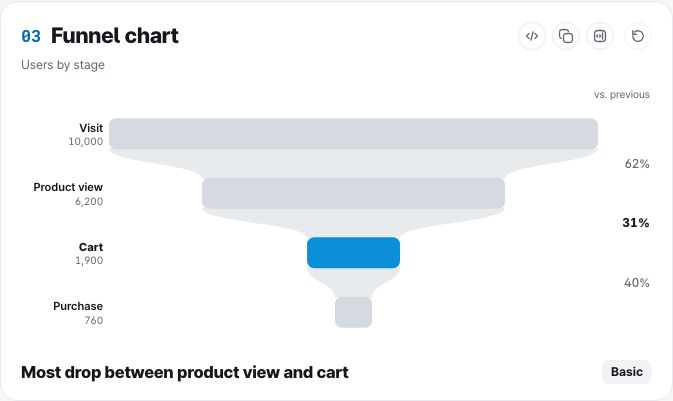 03 Funnel chart
Users by stage
vs. previous
Visit
10,000
62%
Product view
6,200
31%
Cart
1,900
40%
Purchase
760
Most drop between product view and cart
Basic